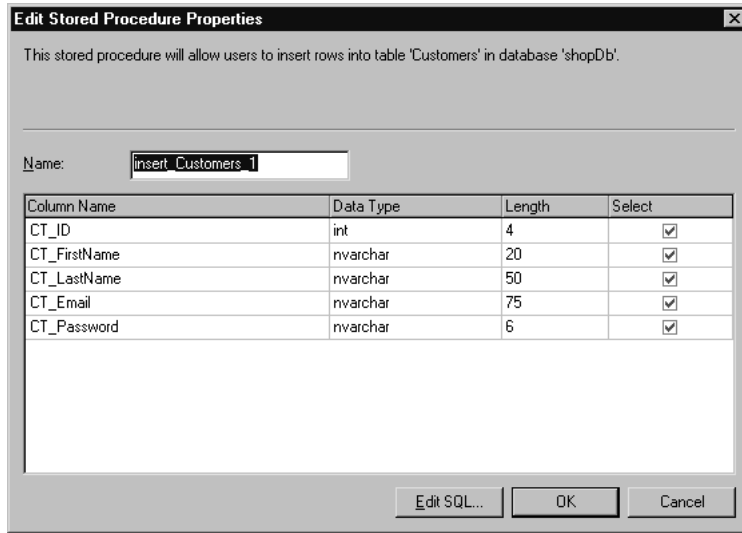 Edit Stored Procedure Properties
This stored procedure will allow users to insert rows into table 'Customers' in database 'shopDb'.
Name: insert_Customers_1
Column Name Data Type Length Select
CT_ID int 4
CT_FirstName nvarchar 20
CT_LastName nvarchar 50
CT_Email nvarchar 75
CT_Password nvarchar 6
Edit SQL... OK Cancel